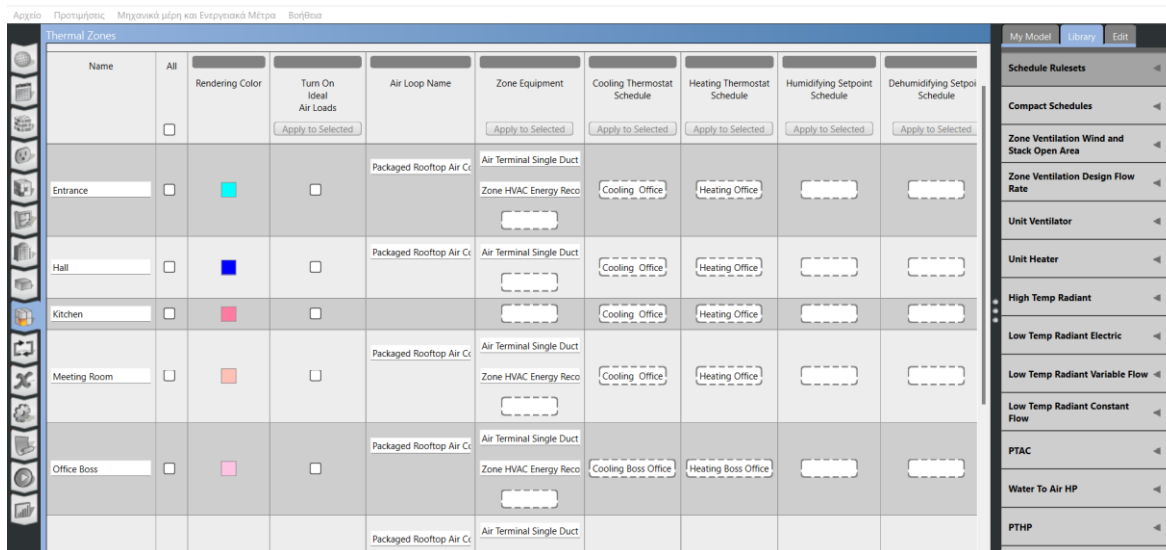 Αρχείο Προτιμήσεις Μηχανικά μέρη και Ενεργειακά Μέτρα Βοήθεια
Thermal Zones
My Model Library Edit
Name All Rendering Color Turn On Ideal Air Loads Air Loop Name Zone Equipment Cooling Thermostat Schedule Heating Thermostat Schedule Humidifying Setpoint Schedule Dehumidifying Setpoi Schedule
Apply to Selected Apply to Selected Apply to Selected Apply to Selected Apply to Selected Apply to Selected
Air Terminal Single Duct
Packaged Rooftop Air Co
Entrance Zone HVAC Energy Reco Cooling Office Heating Office
Packaged Rooftop Air Co Air Terminal Single Duct
Hall Cooling Office Heating Office
Kitchen Cooling Office Heating Office
Air Terminal Single Duct
Packaged Rooftop Air Co
Meeting Room Zone HVAC Energy Reco Cooling Office Heating Office
Air Terminal Single Duct
Packaged Rooftop Air Co
Office Boss Zone HVAC Energy Reco Cooling Boss Office Heating Boss Office
Air Terminal Single Duct
Packaged Rooftop Air Co
Schedule Rulesets
Compact Schedules
Zone Ventilation Wind and
Stack Open Area
Zone Ventilation Design Flow
Rate
Unit Ventilator
Unit Heater
High Temp Radiant
Low Temp Radiant Electric
Low Temp Radiant Variable Flow
Low Temp Radiant Constant
Flow
PTAC
Water To Air HP
PTHP